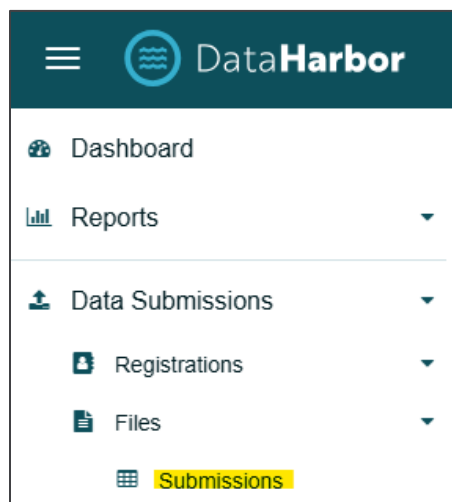 DataHarbor
Dashboard
Reports
Data Submissions
Registrations
Files
Submissions